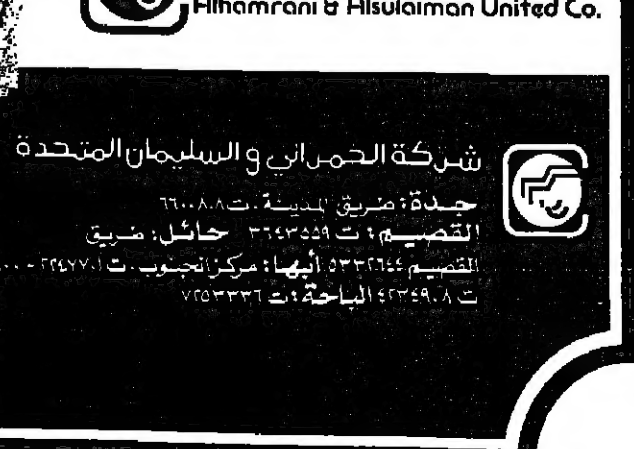 Alhamrani & Alsulaiman United Co.
شركة الحمراني و السليمان المتحدة
جدة: طريق المدينة. ت ٦٦٠٠٨٠٨
القصيم: ت ٣٦٤٣٥٥٩ حائل: طريق
القصيم ٥٣٣٢٦٤٤ أبها: مركز الجنوب. ت ٢٢٤٧٧٠١ - ...
ت ٤٢٣٤٩٠٨ الباحة: ت ٧٢٥٣٣٣٦